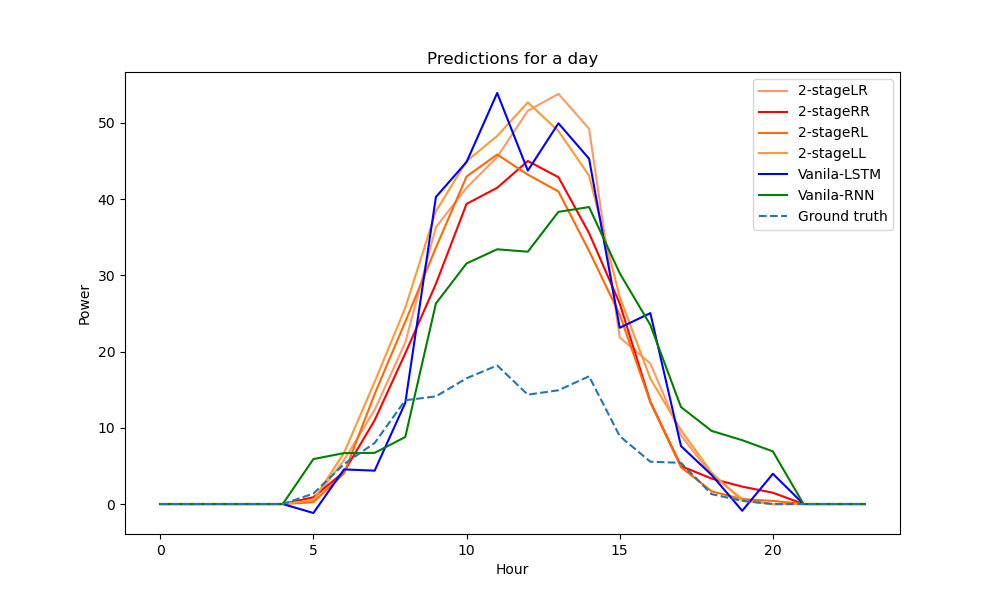 Predictions for a day
2-stageLR
2-stageRR
2-stageRL
2-stageLL
Vanila-LSTM
Vanila-RNN
Ground truth
50
40
30
20
10
0
Power
0 5 10 15 20
Hour